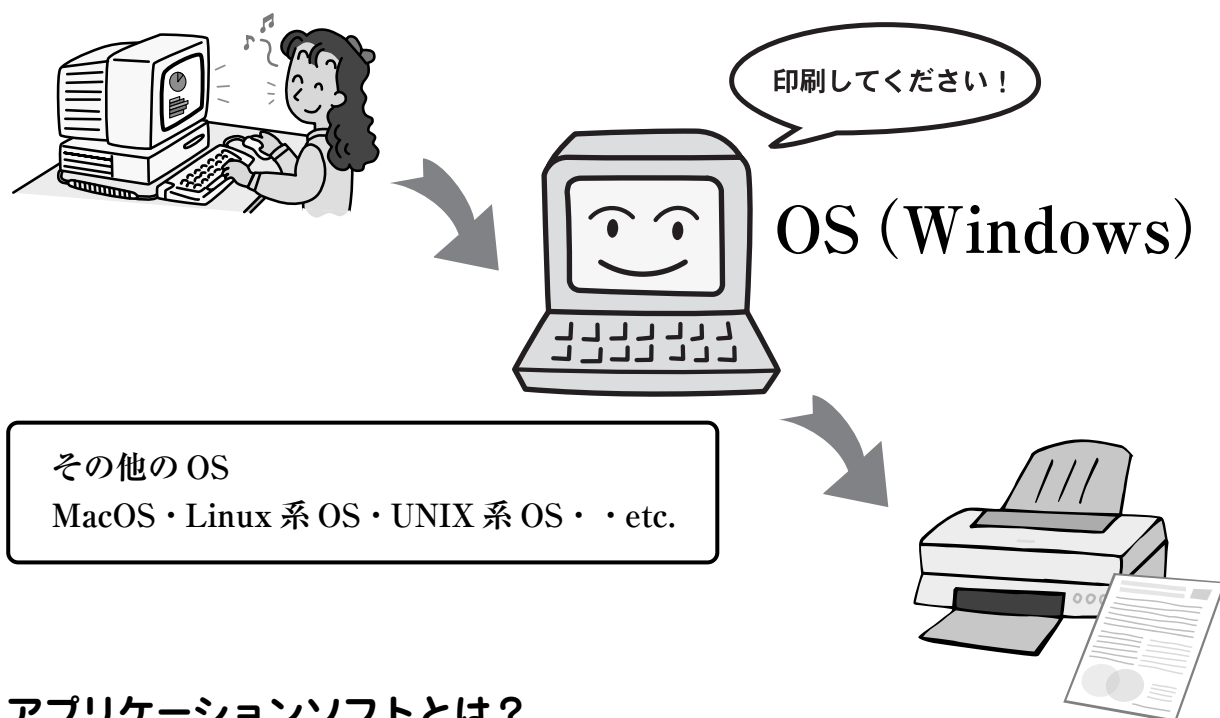 印刷してください！
OS（Windows）
その他の OS
MacOS・Linux 系 OS・UNIX 系 OS・・etc.
アプリケーションソフトとは？